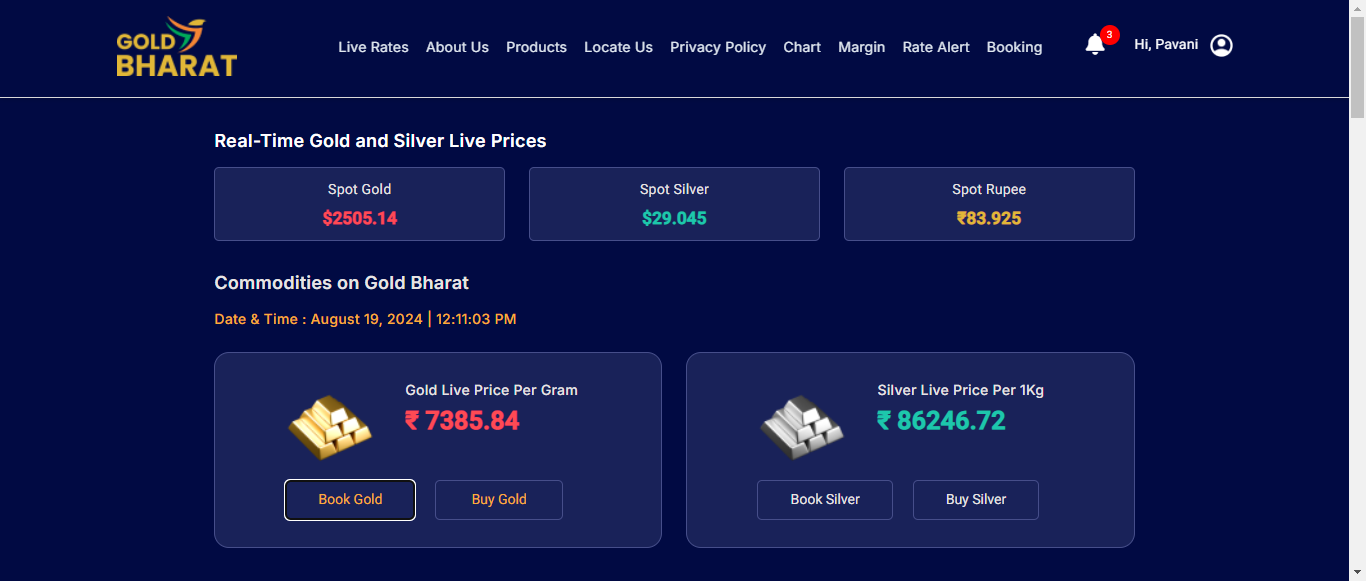 GOLD
BHARAT
Live Rates About Us Products Locate Us Privacy Policy Chart Margin Rate Alert Booking 3 Hi, Pavani
Real-Time Gold and Silver Live Prices
Spot Gold Spot Silver Spot Rupee
$2505.14 $29.045 ₹83.925
Commodities on Gold Bharat
Date & Time : August 19, 2024 | 12:11:03 PM
Gold Live Price Per Gram
₹ 7385.84
Book Gold Buy Gold
Silver Live Price Per 1Kg
₹ 86246.72
Book Silver Buy Silver